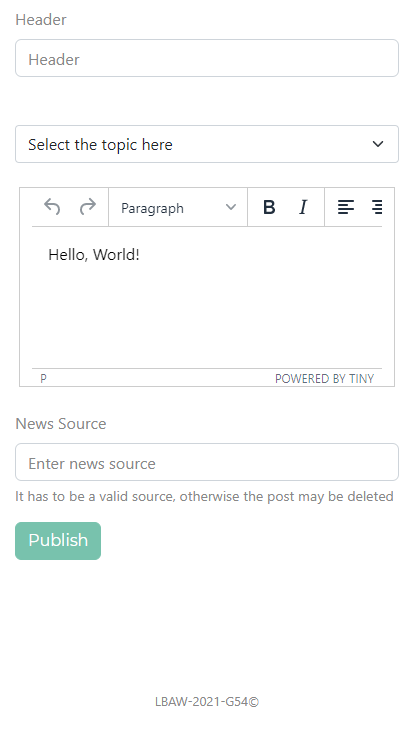 Header
Header
Select the topic here
Paragraph B I
Hello, World!
P POWERED BY TINY
News Source
Enter news source
It has to be a valid source, otherwise the post may be deleted
Publish
LBAW-2021-G54©